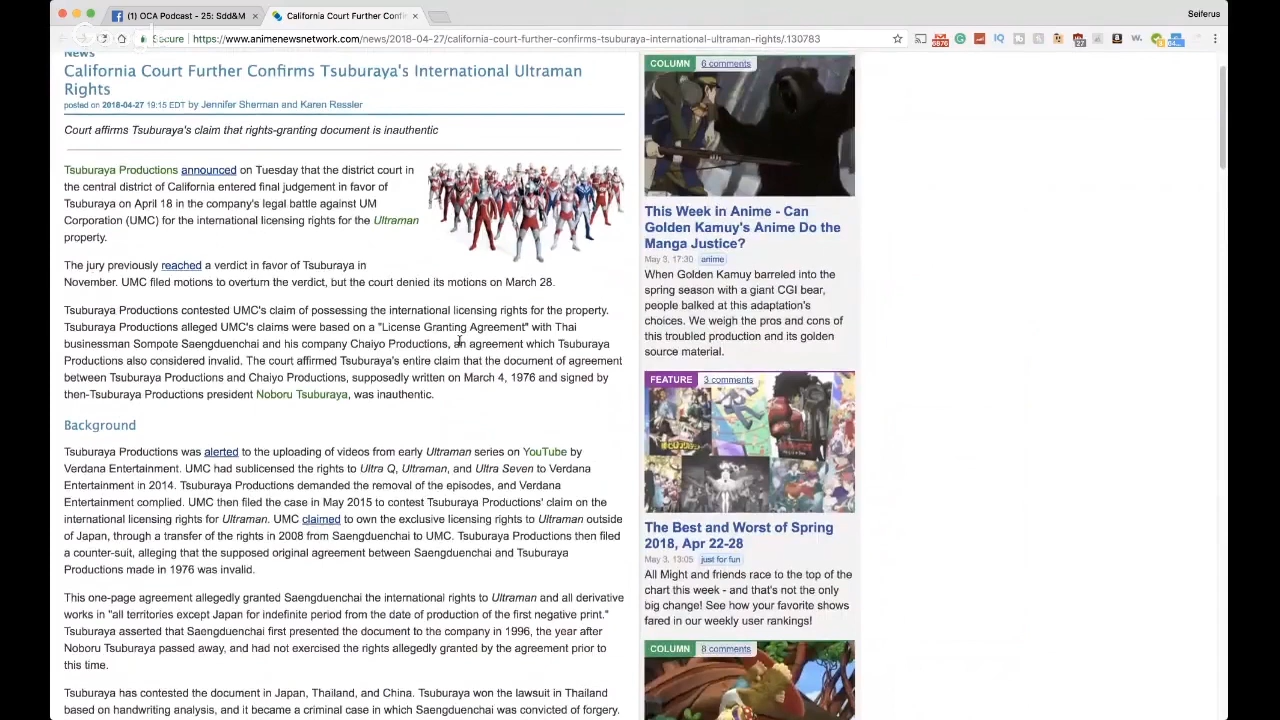 (1) OCA Podcast - 25: Sdd&M
California Court Further Confi
Seiferus
Secure
https://www.animenewsnetwork.com/news/2018-04-27/california-court-further-confirms-tsuburaya-international-ultraman-rights/.130783
News
California Court Further Confirms Tsuburaya's International Ultraman
Rights
posted on 2018-04-27 19:15 EDT by Jennifer Sherman and Karen Ressler
Court affirms Tsuburaya's claim that rights-granting document is inauthentic
Tsuburaya Productions announced on Tuesday that the district court in
the central district of California entered final judgement in favor of
Tsuburaya on April 18 in the company's legal battle against UM
Corporation (UMC) for the international licensing rights for the Ultraman
property.
The jury previously reached a verdict in favor of Tsuburaya in
November. UMC filed motions to overturn the verdict, but the court denied its motions on March 28.
Tsuburaya Productions contested UMC's claim of possessing the international licensing rights for the property.
Tsuburaya Productions alleged UMC's claims were based on a "License Granting Agreement" with Thai
businessman Sompote Saengduenchai and his company Chaiyo Productions, an agreement which Tsuburaya
Productions also considered invalid. The court affirmed Tsuburaya's entire claim that the document of agreement
between Tsuburaya Productions and Chaiyo Productions, supposedly written on March 4, 1976 and signed by
then-Tsuburaya Productions president Noboru Tsuburaya, was inauthentic.
Background
Tsuburaya Productions was alerted to the uploading of videos from early Ultraman series on YouTube by
Verdana Entertainment. UMC had sublicensed the rights to Ultra Q, Ultraman, and Ultra Seven to Verdana
Entertainment in 2014. Tsuburaya Productions demanded the removal of the episodes, and Verdana
Entertainment complied. UMC then filed the case in May 2015 to contest Tsuburaya Productions' claim on the
international licensing rights for Ultraman. UMC claimed to own the exclusive licensing rights to Ultraman outside
of Japan, through a transfer of the rights in 2008 from Saengduenchai to UMC. Tsuburaya Productions then filed
a counter-suit, alleging that the supposed original agreement between Saengduenchai and Tsuburaya
Productions made in 1976 was invalid.
This one-page agreement allegedly granted Saengduenchai the international rights to Ultraman and all derivative
works in "all territories except Japan for indefinite period from the date of production of the first negative print."
Tsuburaya asserted that Saengduenchai first presented the document to the company in 1996, the year after
Noboru Tsuburaya passed away, and had not exercised the rights allegedly granted by the agreement prior to
this time.
Tsuburaya has contested the document in Japan, Thailand, and China. Tsuburaya won the lawsuit in Thailand
based on handwriting analysis, and it became a criminal case in which Saengduenchai was convicted of forgery.
COLUMN
6 comments
This Week in Anime - Can
Golden Kamuy's Anime Do the
Manga Justice?
May 3, 17:30 anime
When Golden Kamuy barreled into the
spring season with a giant CGI bear,
people balked at this adaptation's
choices. We weigh the pros and cons of
this troubled production and its golden
source material.
FEATURE
3 comments
The Best and Worst of Spring
2018, Apr 22-28
May 3, 13:05 just for fun
All Might and friends race to the top of the
chart this week - and that's not the only
big change! See how your favorite shows
fared in our weekly user rankings!
COLUMN
8 comments